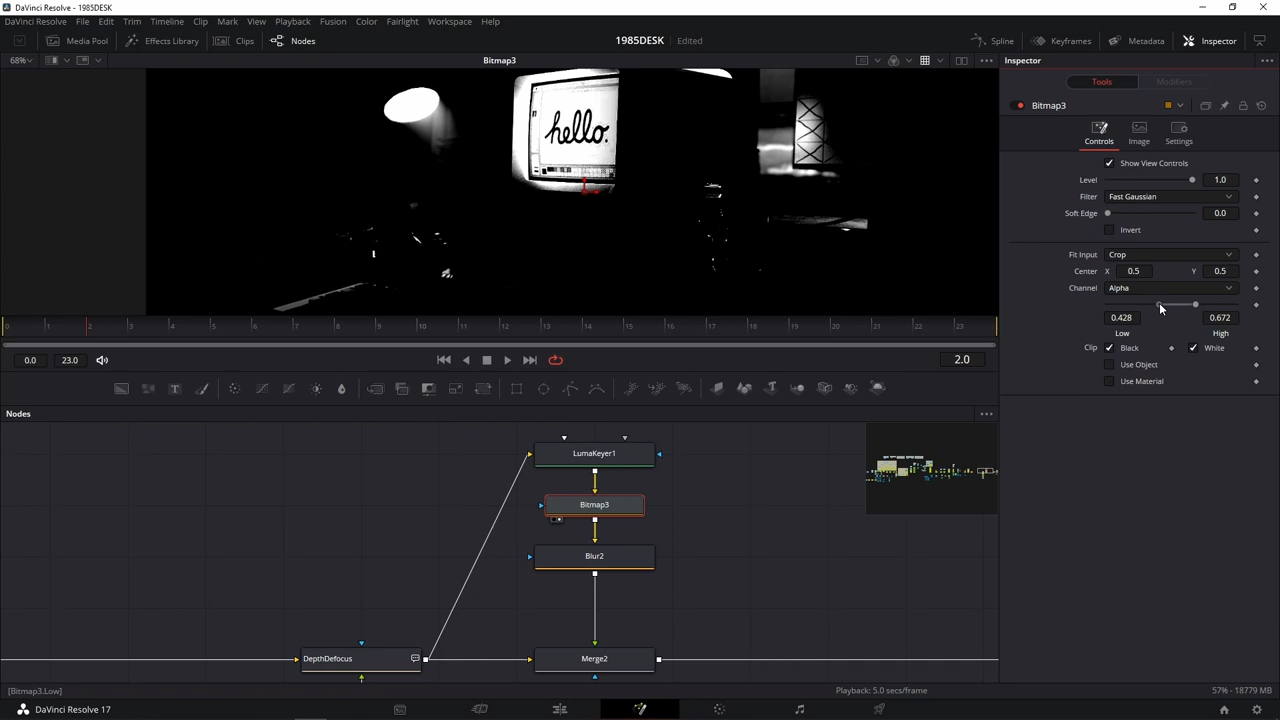 DaVinci Resolve - 1985DESK
DaVinci Resolve File Edit Trim Timeline Clip Mark View Playback Fusion Color Fairlight Workspace Help
Media Pool Effects Library Clips Nodes 1985DESK Edited Spline Keyframes Metadata Inspector
68% Bitmap3 Inspector
Tools Modifiers
Bitmap3
Controls Image Settings
hello.
Show View Controls
Level 1.0
Filter Fast Gaussian
Soft Edge 0.0
Invert
Fit Input Crop
Center X 0.5 Y 0.5
Channel Alpha
0.428 0.672
Low High
Clip Black White
Use Object
Use Material
0 1 2 3 4 5 6 7 8 9 10 11 12 13 14 15 16 17 18 19 20 21 22 23
0.0 23.0 2.0
Nodes
LumaKeyer1
Bitmap3
Blur2
DepthDefocus Merge2
[Bitmap3.Low] Playback: 5.0 secs/frame 57% - 18779 MB
DaVinci Resolve 17